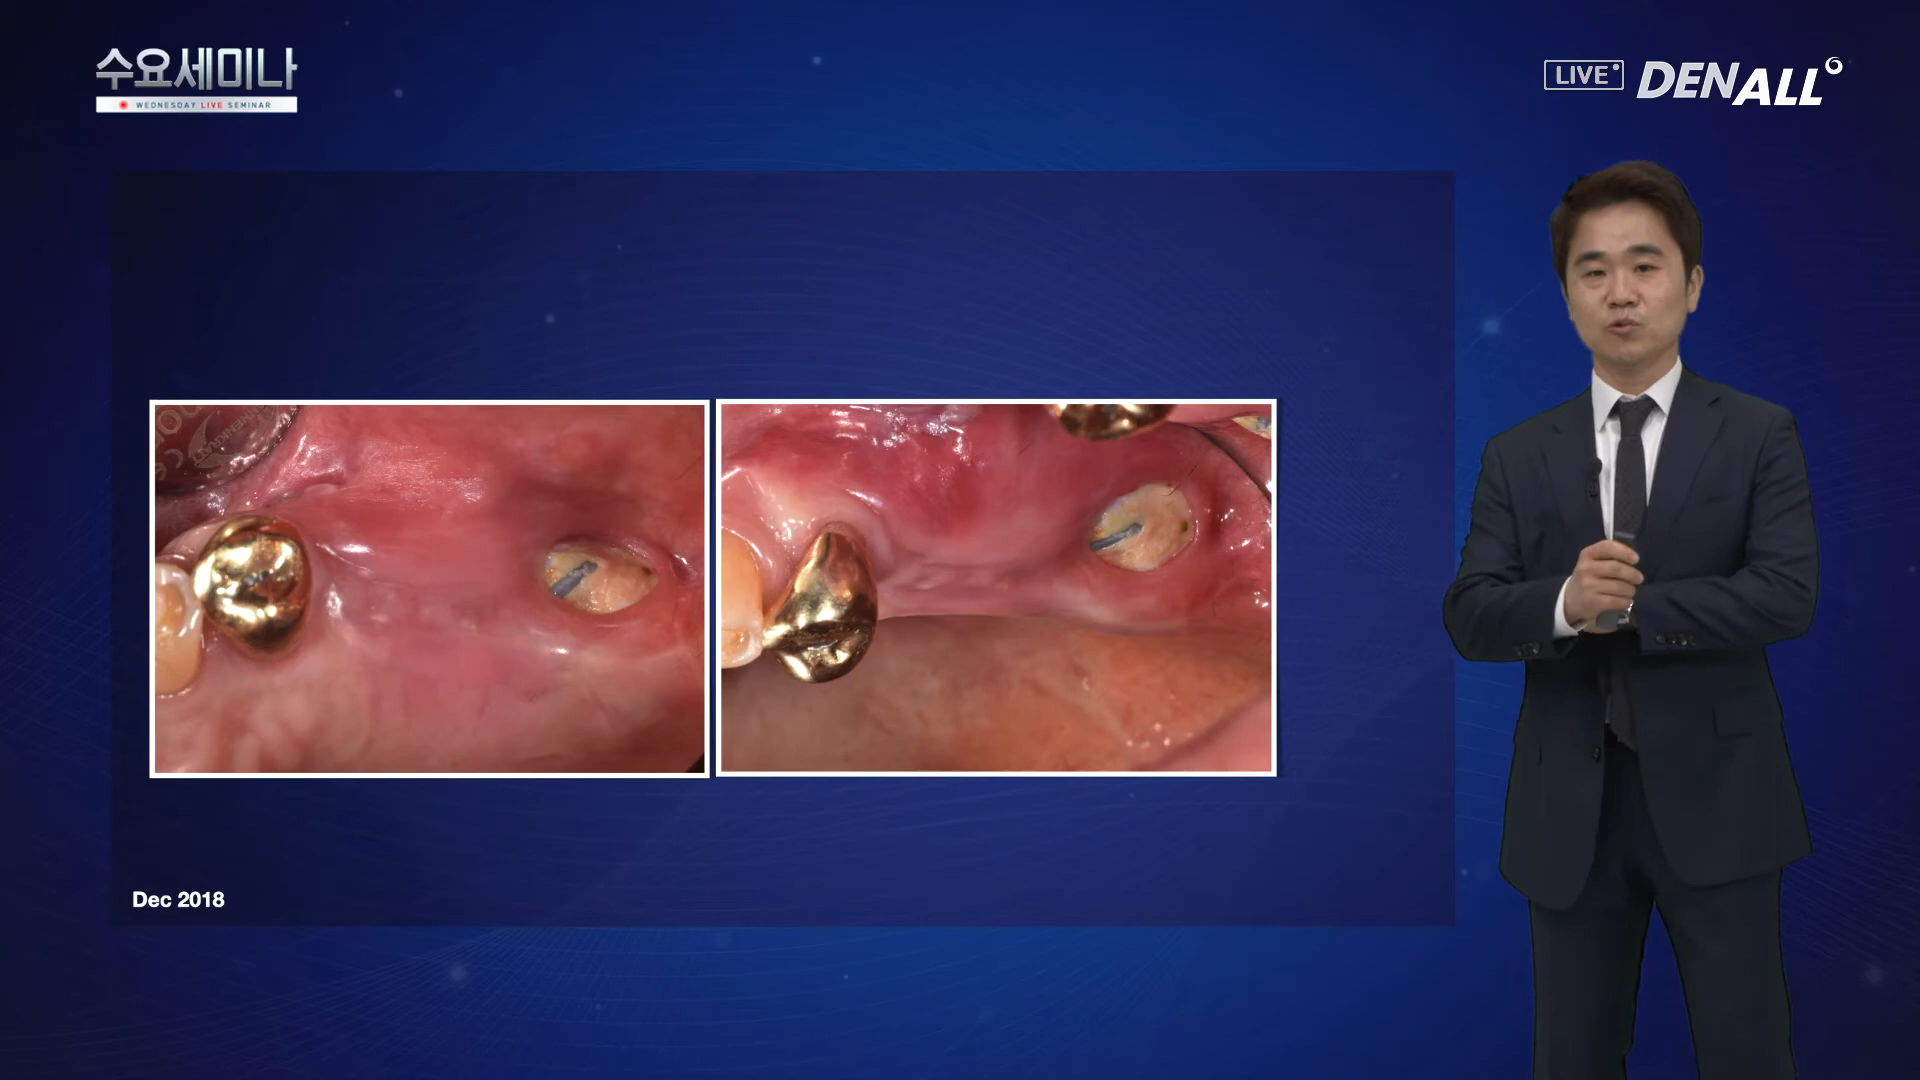 수요세미나
WEDNESDAY LIVE SEMINAR
LIVE
DENALL
Dec 2018